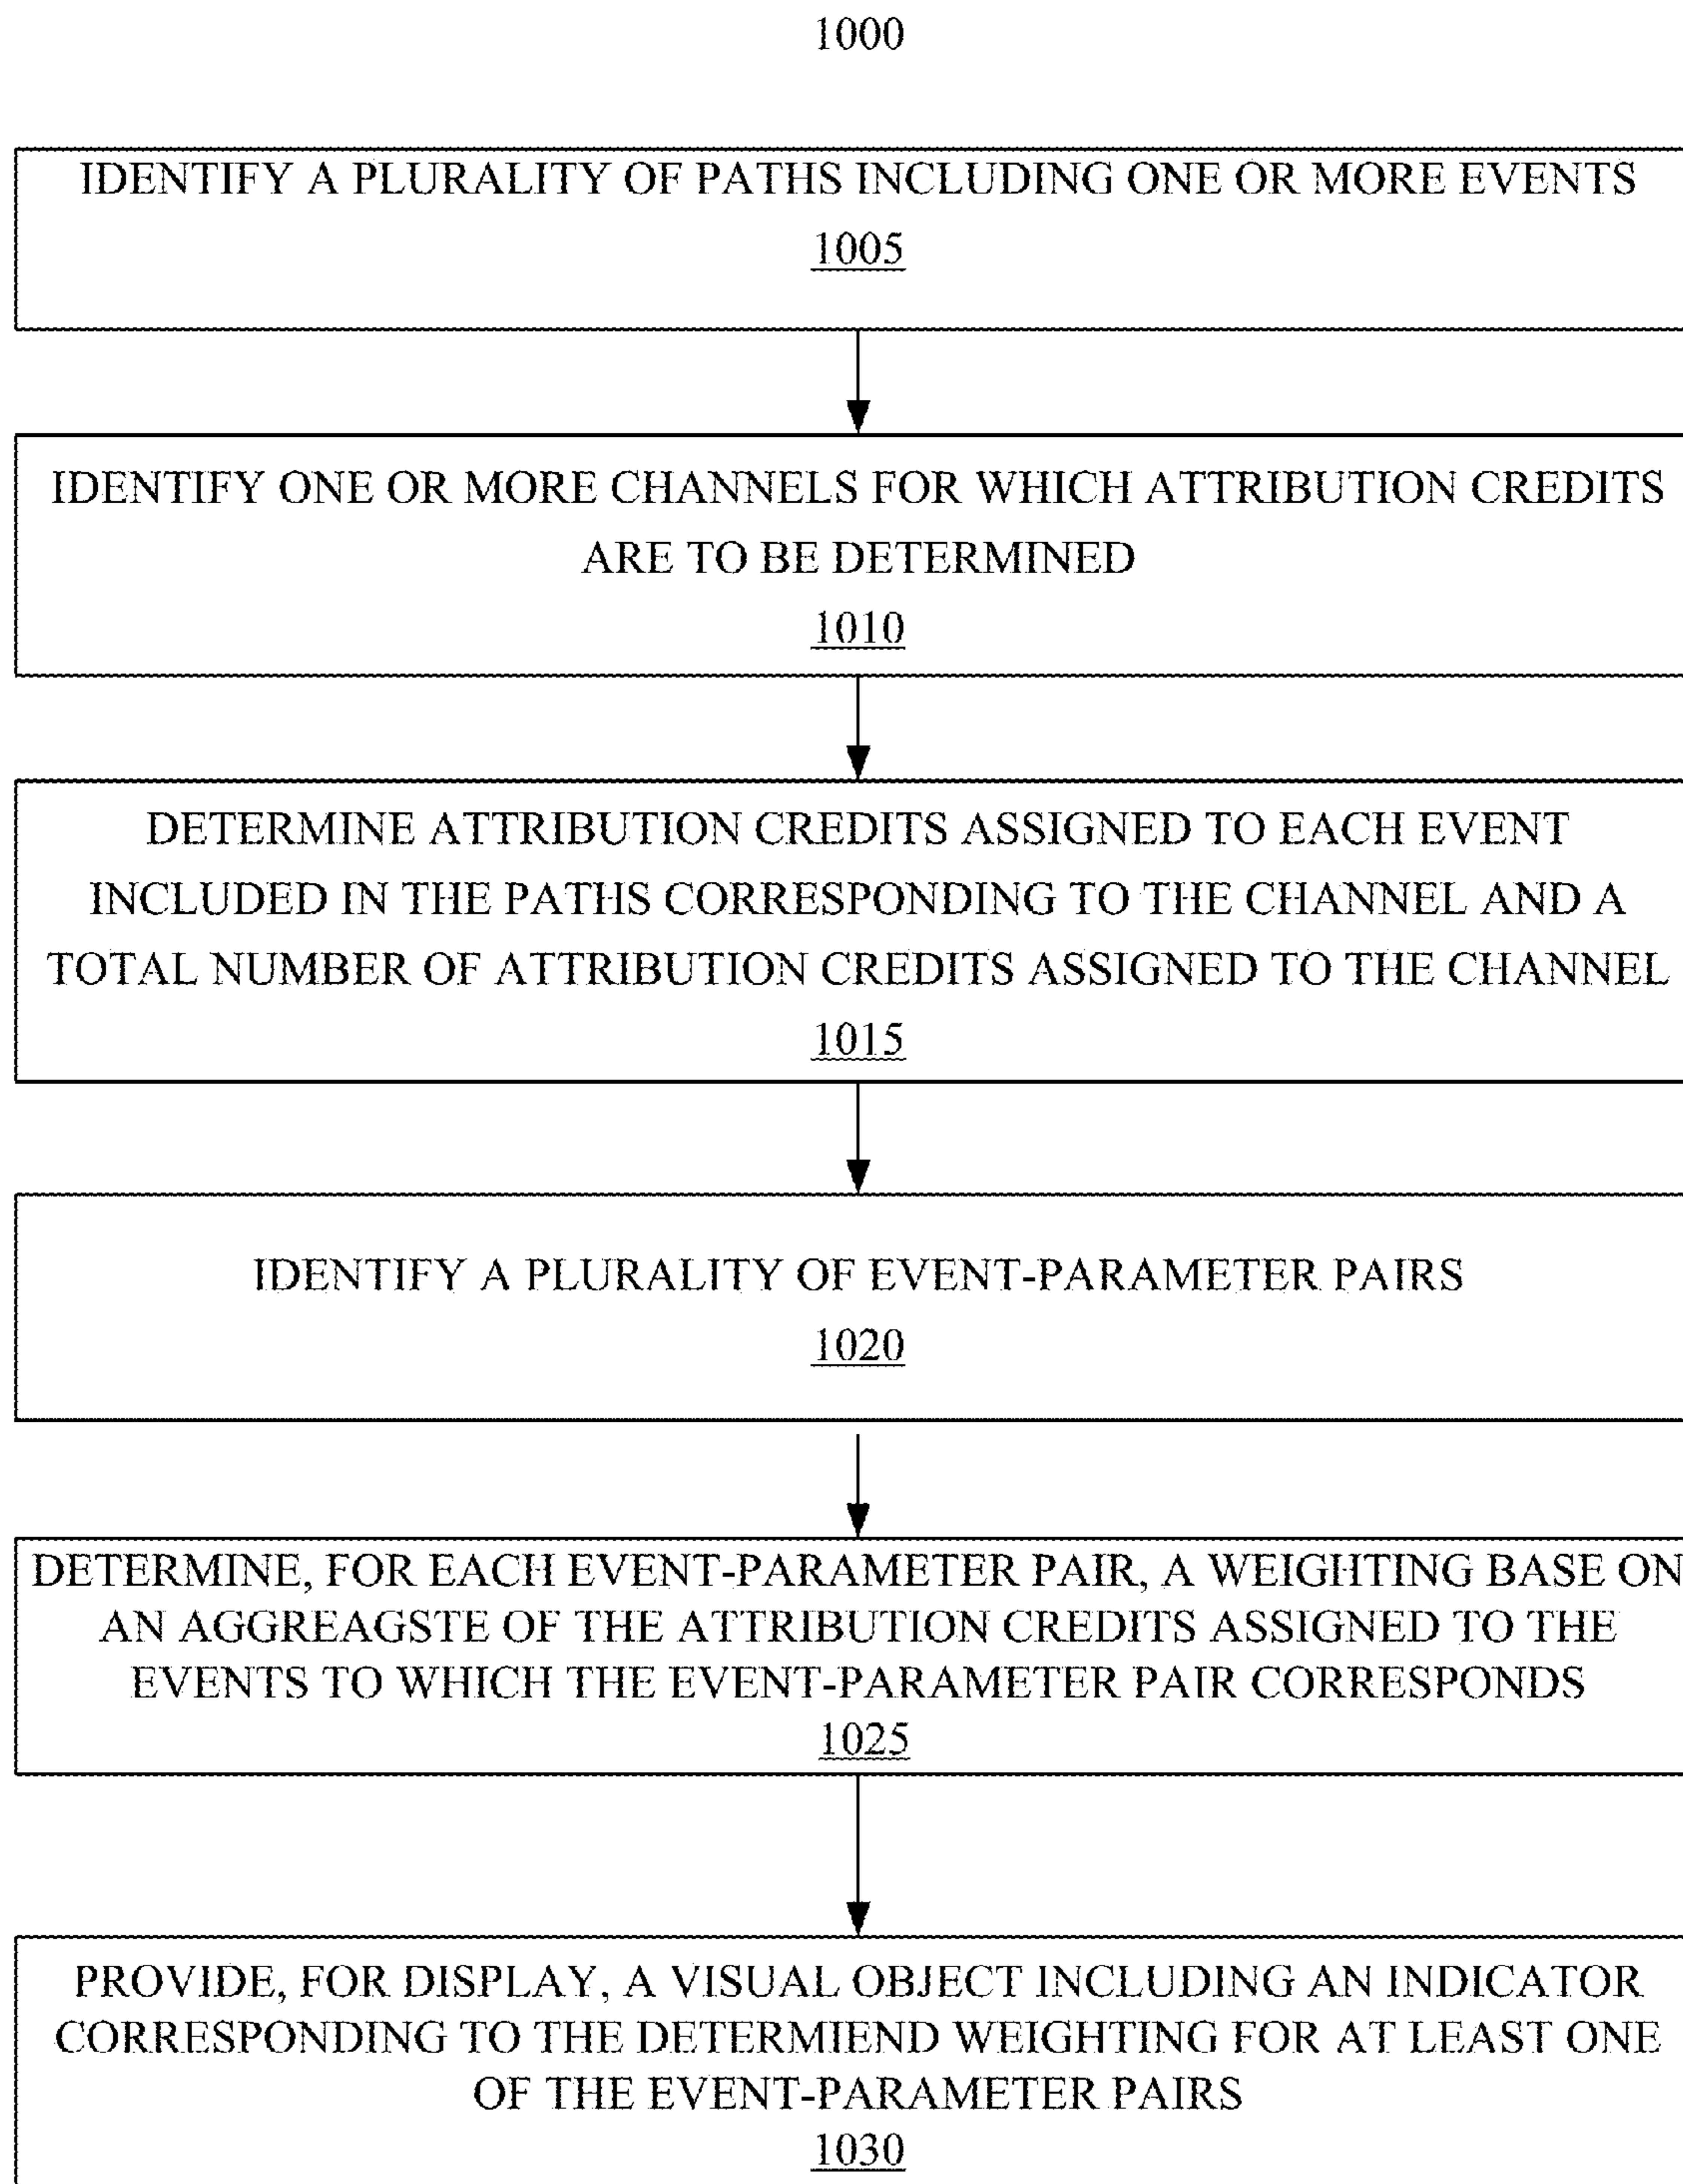 1000
IDENTIFY A PLURALITY OF PATHS INCLUDING ONE OR MORE EVENTS
1005
IDENTIFY ONE OR MORE CHANNELS FOR WHICH ATTRIBUTION CREDITS
ARE TO BE DETERMINED
1010
DETERMINE ATTRIBUTION CREDITS ASSIGNED TO EACH EVENT
INCLUDED IN THE PATHS CORRESPONDING TO THE CHANNEL AND A
TOTAL NUMBER OF ATTRIBUTION CREDITS ASSIGNED TO THE CHANNEL
1015
IDENTIFY A PLURALITY OF EVENT-PARAMETER PAIRS
1020
DETERMINE, FOR EACH EVENT-PARAMETER PAIR, A WEIGHTING BASE ON
AN AGGREAGSTE OF THE ATTRIBUTION CREDITS ASSIGNED TO THE
EVENTS TO WHICH THE EVENT-PARAMETER PAIR CORRESPONDS
1025
PROVIDE, FOR DISPLAY, A VISUAL OBJECT INCLUDING AN INDICATOR
CORRESPONDING TO THE DETERMIEND WEIGHTING FOR AT LEAST ONE
OF THE EVENT-PARAMETER PAIRS
1030